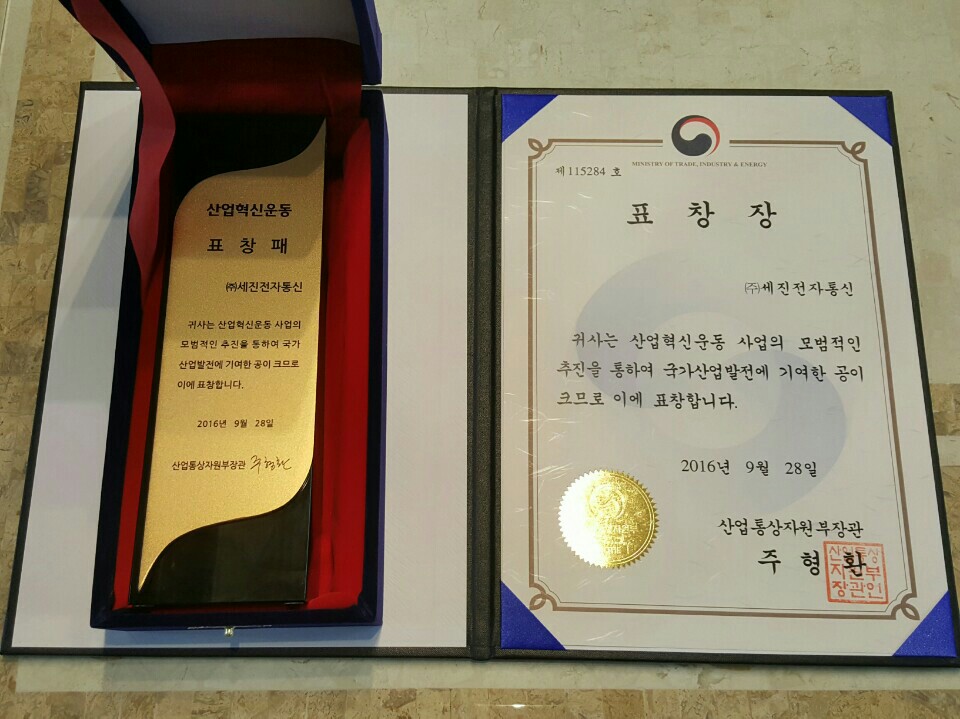 산업혁신운동
표 창 패
㈜세진전자통신
귀사는 산업혁신운동 사업의
모범적인 추진을 통하여 국가
산업발전에 기여한 공이 크므로
이에 표창합니다.
2016년 9월 28일
산업통상자원부장관 주형환
MINISTRY OF TRADE, INDUSTRY & ENERGY
제 115284 호
표 창 장
㈜세진전자통신
귀사는 산업혁신운동 사업의 모범적인
추진을 통하여 국가산업발전에 기여한 공이
크므로 이에 표창합니다.
2016년 9월 28일
산업통상자원부장관
주 형 환
산업통상
자원부
장관인